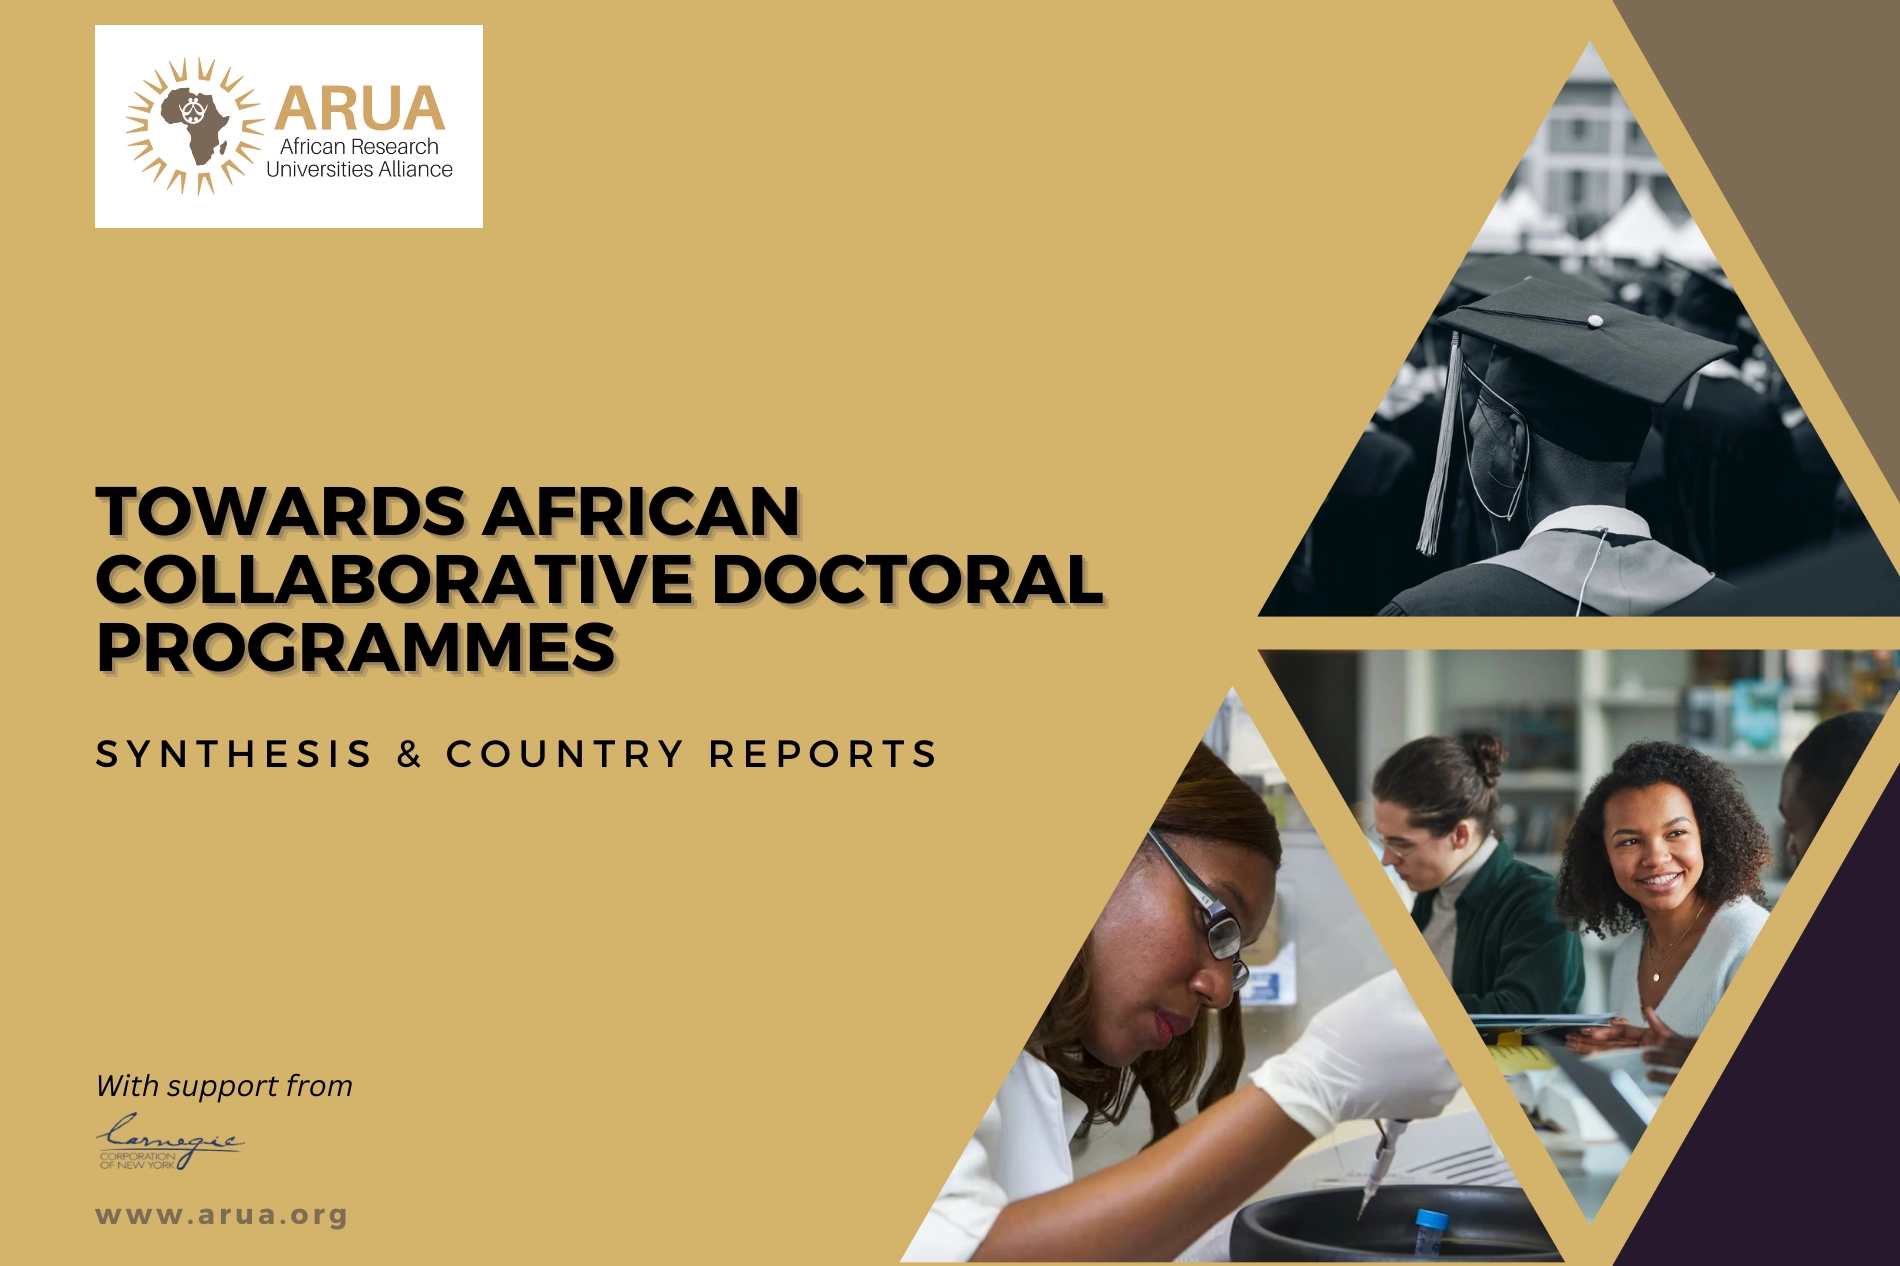 ARUA
African Research
Universities Alliance
TOWARDS AFRICAN
COLLABORATIVE DOCTORAL
PROGRAMMES
SYNTHESIS & COUNTRY REPORTS
With support from
Carnegie
CORPORATION
OF NEW YORK
www.arua.org